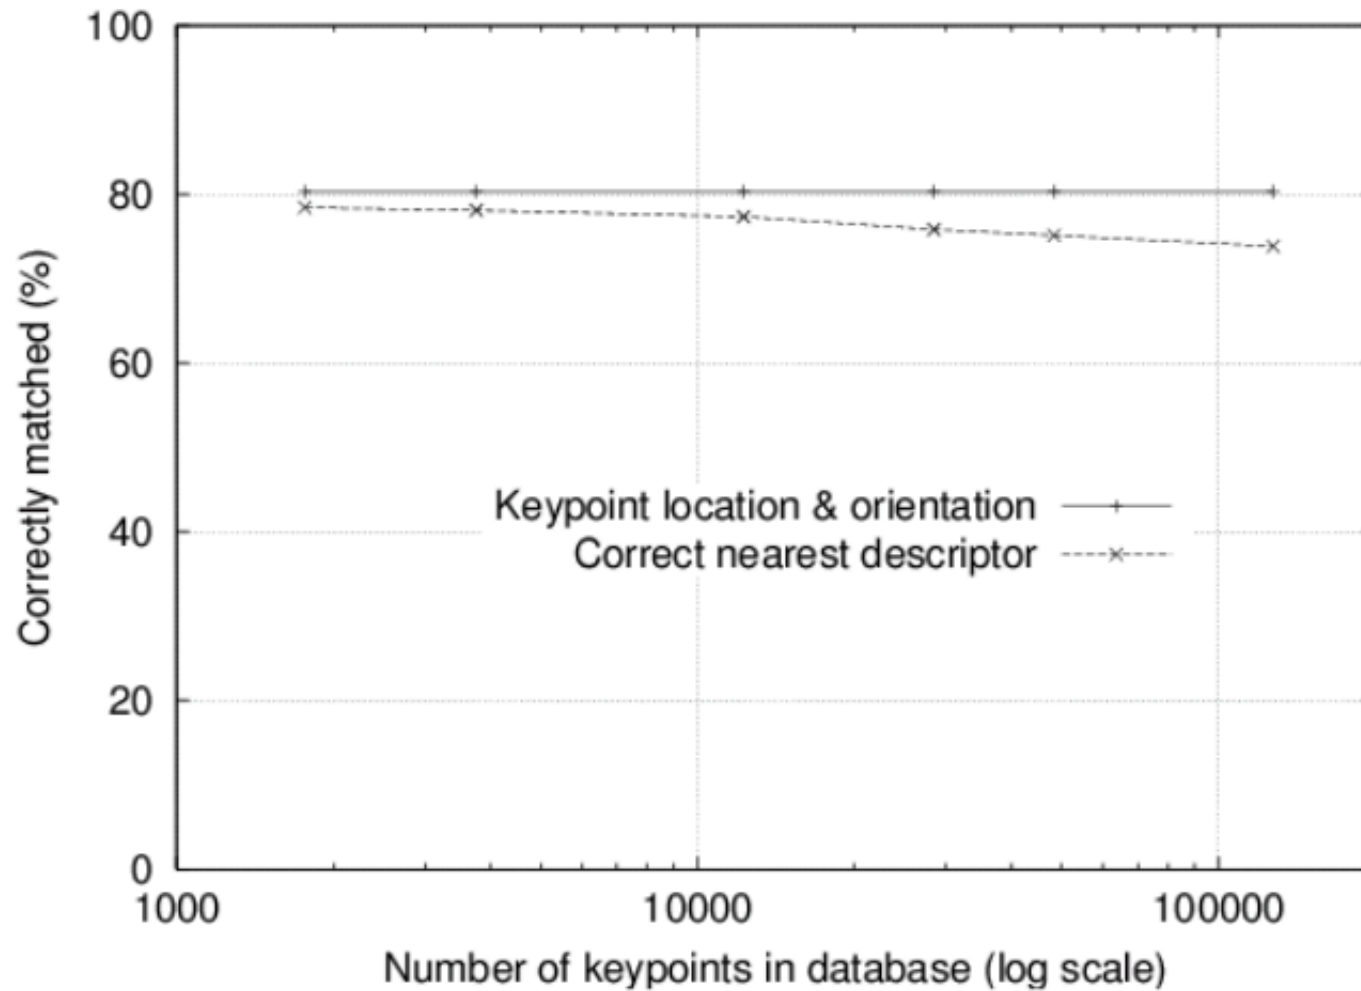 100
80
60
40
20
0
Correctly matched (%)
Keypoint location & orientation
Correct nearest descriptor
1000 10000 100000
Number of keypoints in database (log scale)